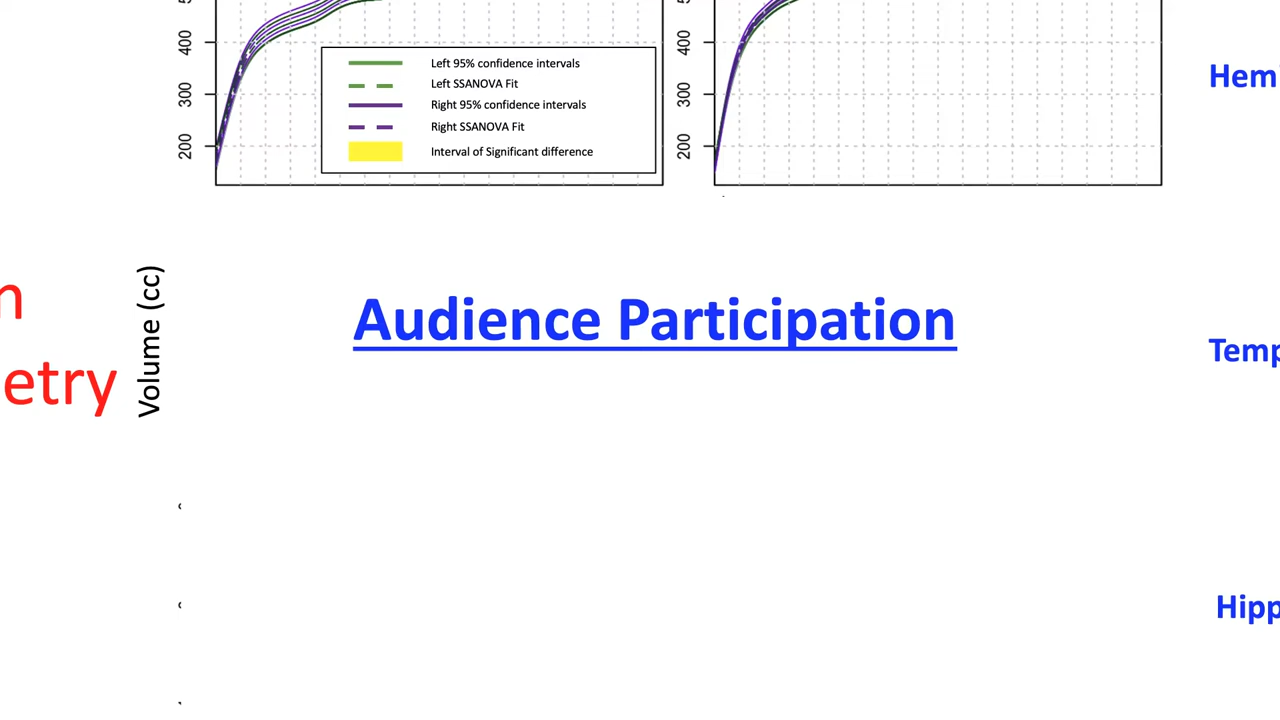 400
300
200
Left 95% confidence intervals
Left SSANOVA Fit
Right 95% confidence intervals
Right SSANOVA Fit
Interval of Significant difference
400
300
200
Hem
etry
Volume (cc)
Audience Participation
Temp
Hipp